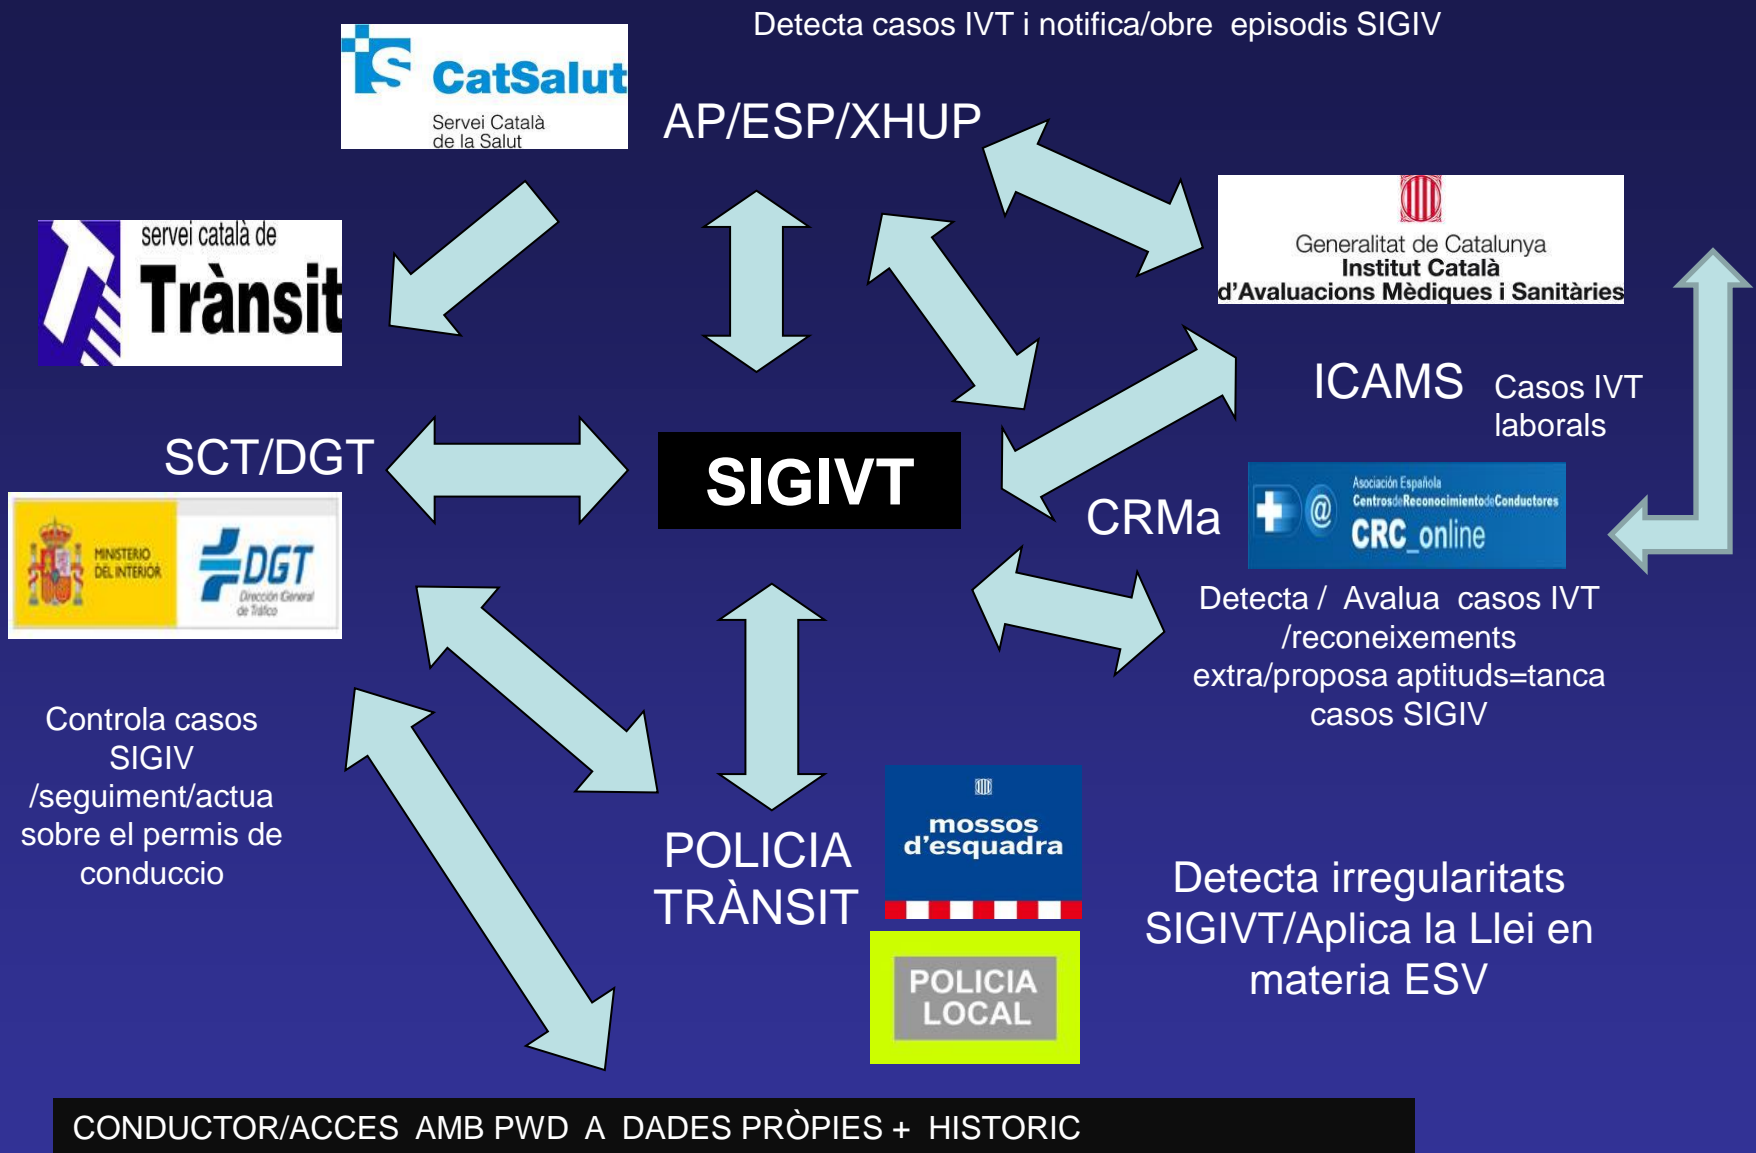 Detecta casos IVT i notifica/obre episodis SIGIV
CatSalut
Servei Català
de la Salut
AP/ESP/XHUP
servei català de
Trànsit
Generalitat de Catalunya
Institut Català
d'Avaluacions Mèdiques i Sanitàries
ICAMS
Casos IVT
laborals
SCT/DGT
SIGIVT
CRMa
Asociación Española
CentrosdeReconocimientodeConductores
CRC_online
MINISTERIO
DEL INTERIOR
DGT
Dirección General
de Tráfico
Detecta / Avalua casos IVT
/reconeixements
extra/proposa aptituds=tanca
casos SIGIV
Controla casos
SIGIV
/seguiment/actua
sobre el permis de
conduccio
POLICIA
TRÀNSIT
mossos
d'esquadra
POLICIA
LOCAL
Detecta irregularitats
SIGIVT/Aplica la Llei en
materia ESV
CONDUCTOR/ACCES AMB PWD A DADES PRÒPIES + HISTORIC